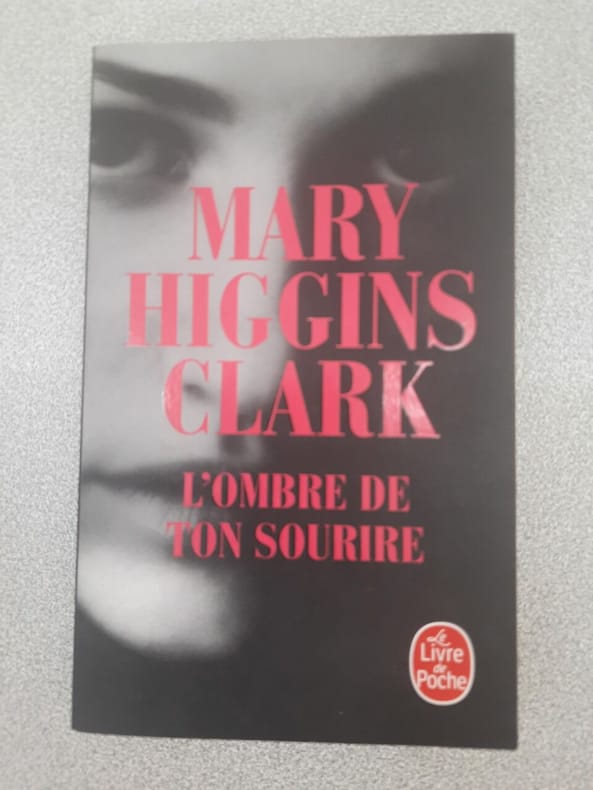 MARY
HIGGINS
CLARK
L'OMBRE DE
TON SOURIRE
Le
Livre
de
Poche